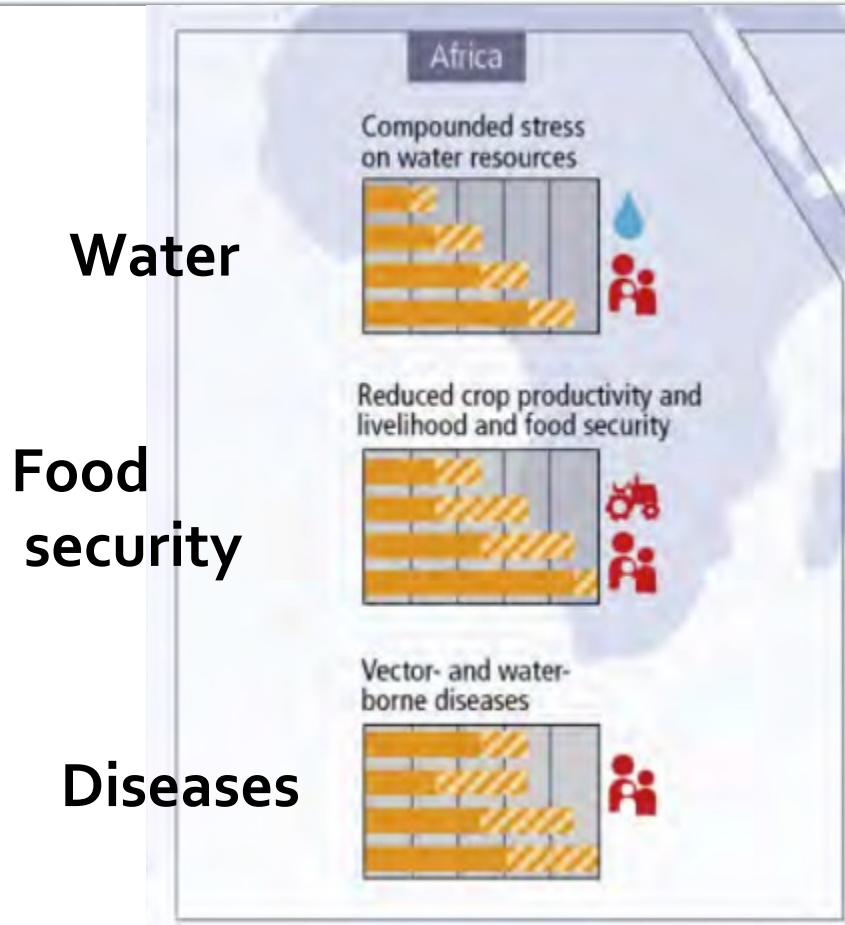 Africa
Compounded stress
on water resources
Water
Reduced crop productivity and
livelihood and food security
Food
security
Vector- and water-
borne diseases
Diseases